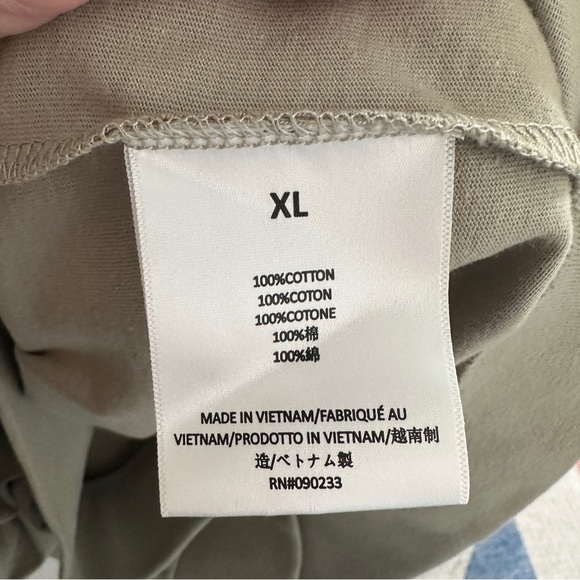 XL
100%COTTON
100%COTON
100%COTONE
100%棉
100%綿
MADE IN VIETNAM/FABRIQUÉ AU
VIETNAM/PRODOTTO IN VIETNAM/越南制
造/ベトナム製
RN#090233